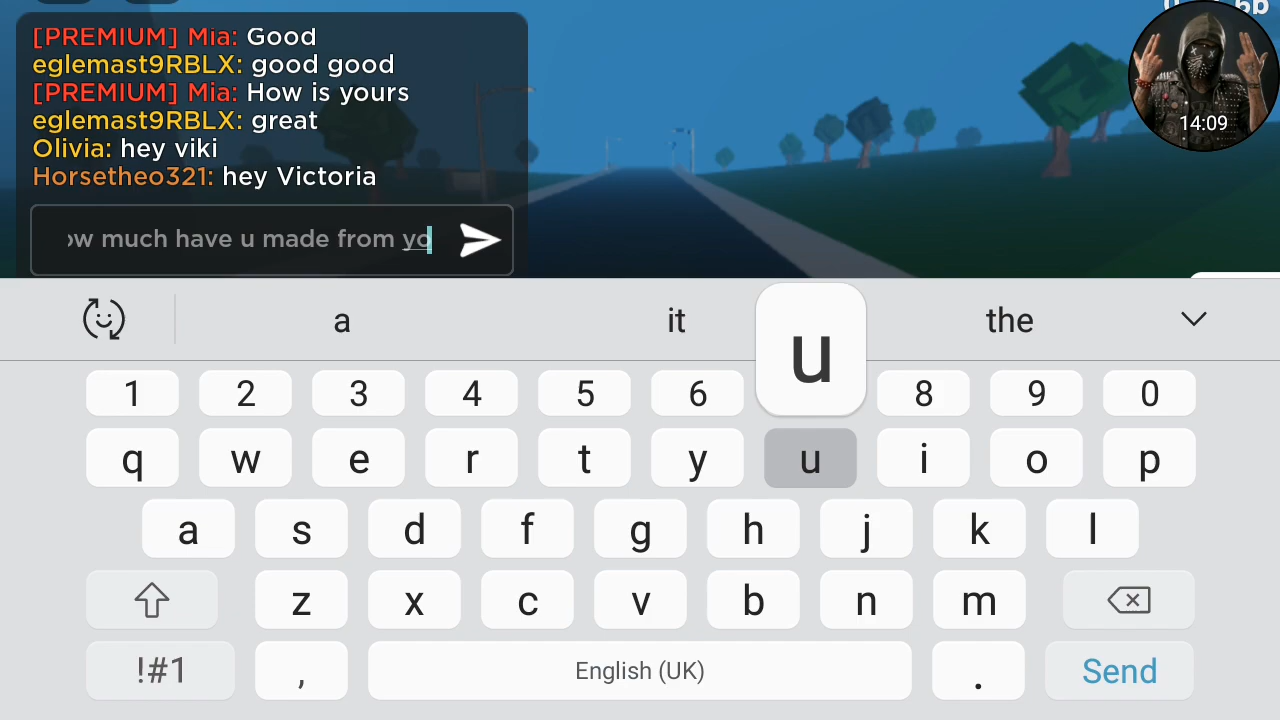 [PREMIUM] Mia: Good
eglemast9RBLX: good good
[PREMIUM] Mia: How is yours
eglemast9RBLX: great
Olivia: hey viki
Horsetheo321: hey Victoria
ow much have u made from yo
14:09
a it the
u
1 2 3 4 5 6 8 9 0
q w e r t y u i o p
a s d f g h j k l
z x c v b n m
!#1 , English (UK) . Send